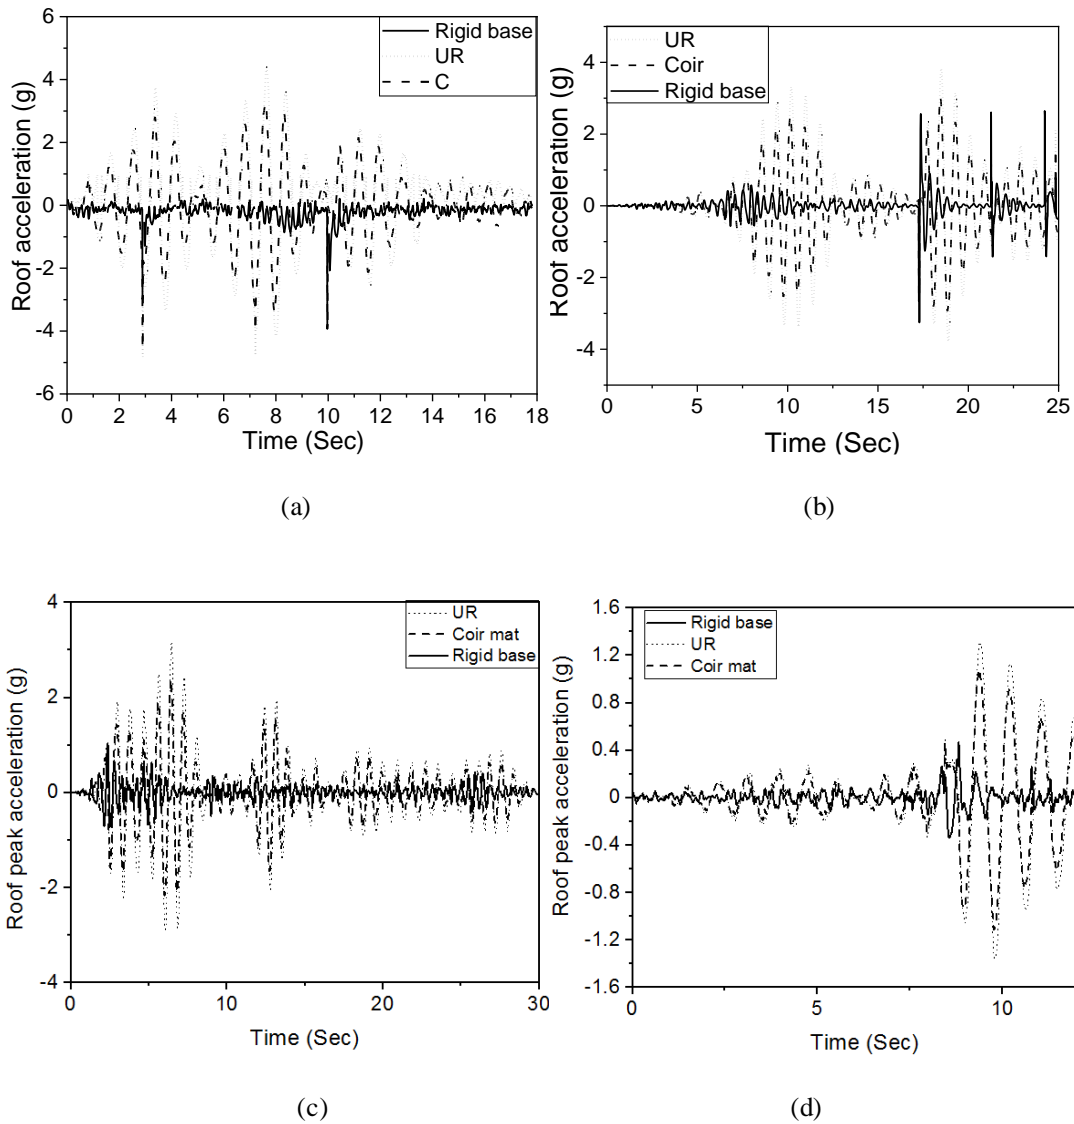 6
4
2
0
-2
-4
-6
Roof acceleration (g)
Rigid base
UR
C
0 2 4 6 8 10 12 14 16 18
Time (Sec)
(a)
4
2
0
-2
-4
Roof acceleration (g)
UR
Coir
Rigid base
0 5 10 15 20 25
Time (Sec)
(b)
4
2
0
-2
-4
Roof peak acceleration (g)
UR
Coir mat
Rigid base
0 10 20 30
Time (Sec)
(c)
1.6
1.2
0.8
0.4
0
-0.4
-0.8
-1.2
-1.6
Roof peak acceleration (g)
Rigid base
UR
Coir mat
0 5 10
Time (Sec)
(d)